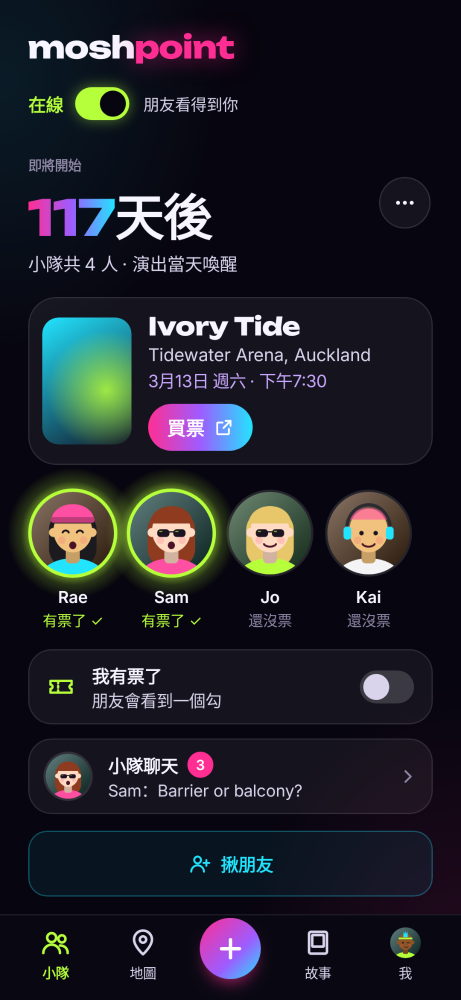 moshpoint
在線 朋友看得到你
即將開始
117天後
小隊共 4 人 · 演出當天喚醒
Ivory Tide
Tidewater Arena, Auckland
3月13日 週六 · 下午7:30
買票
Rae Sam Jo Kai
有票了 ✓ 有票了 ✓ 還沒票 還沒票
我有票了
朋友會看到一個勾
小隊聊天 3
Sam：Barrier or balcony?
揪朋友
小隊 地圖 故事 我